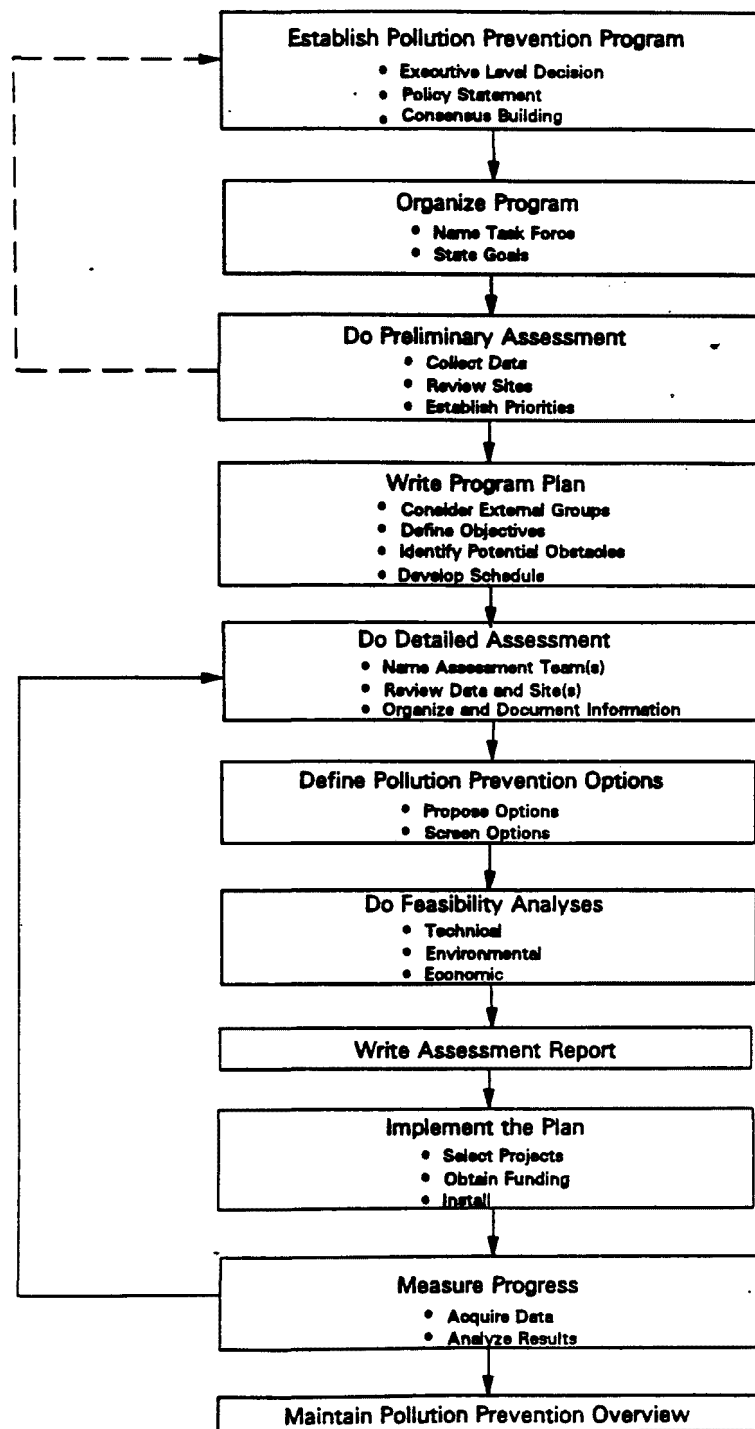 Establish Pollution Prevention Program
• Executive Level Decision
• Policy Statement
• Consensus Building
Organize Program
• Name Task Force
• State Goals
Do Preliminary Assessment
• Collect Data
• Review Sites
• Establish Priorities
Write Program Plan
• Consider External Groups
• Define Objectives
• Identify Potential Obstacles
• Develop Schedule
Do Detailed Assessment
• Name Assessment Team(s)
• Review Data and Site(s)
• Organize and Document Information
Define Pollution Prevention Options
• Propose Options
• Screen Options
Do Feasibility Analyses
• Technical
• Environmental
• Economic
Write Assessment Report
Implement the Plan
• Select Projects
• Obtain Funding
• Install
Measure Progress
• Acquire Data
• Analyze Results
Maintain Pollution Prevention Overview